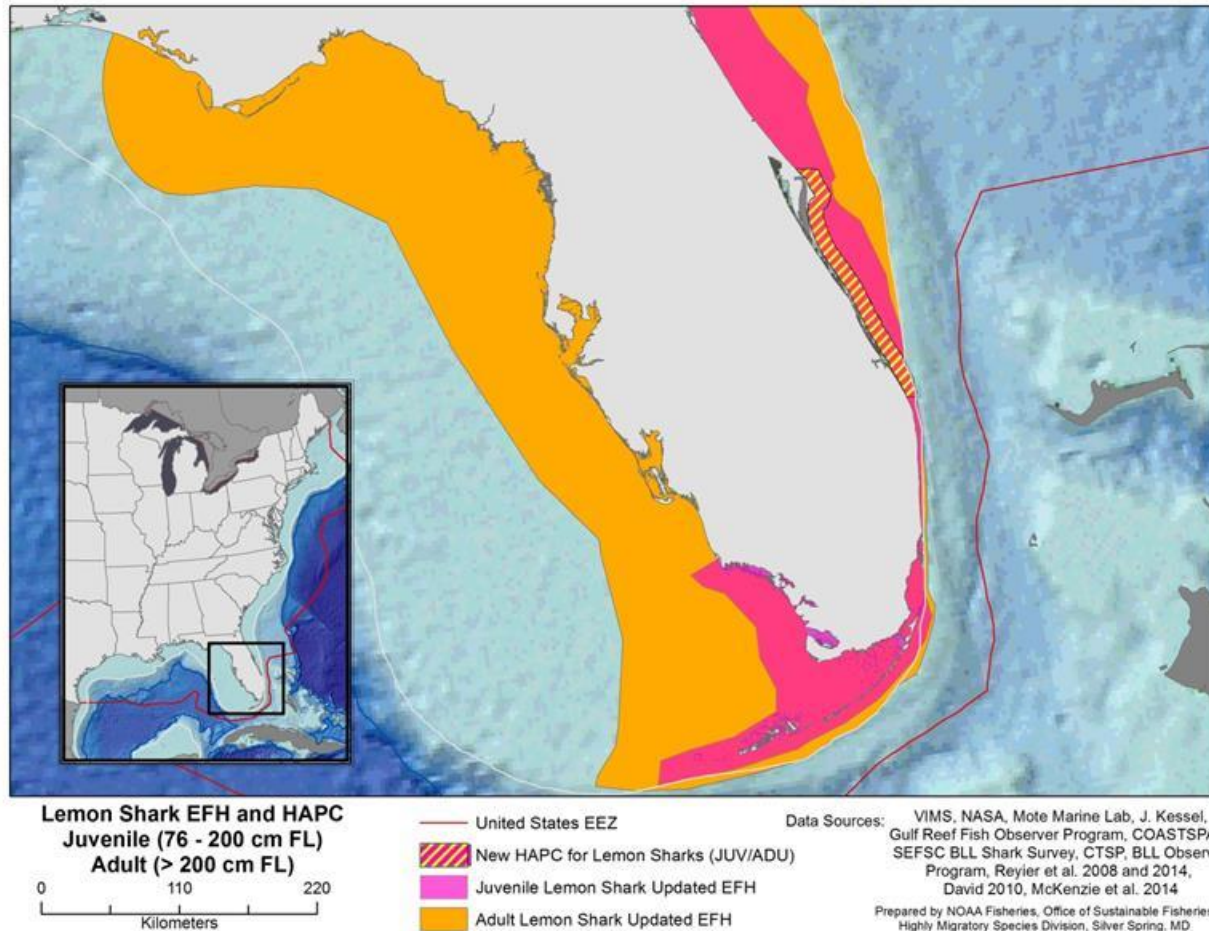 Lemon Shark EFH and HAPC
Juvenile (76 - 200 cm FL)
Adult (> 200 cm FL)
0 110 220
Kilometers
United States EEZ
New HAPC for Lemon Sharks (JUV/ADU)
Juvenile Lemon Shark Updated EFH
Adult Lemon Shark Updated EFH
Data Sources: VIMS, NASA, Mote Marine Lab, J. Kessel,
Gulf Reef Fish Observer Program, COASTSPA
SEFSC BLL Shark Survey, CTSP, BLL Observ
Program, Reyier et al. 2008 and 2014,
David 2010, McKenzie et al. 2014
Prepared by NOAA Fisheries, Office of Sustainable Fisheries
Highly Migratory Species Division, Silver Spring, MD